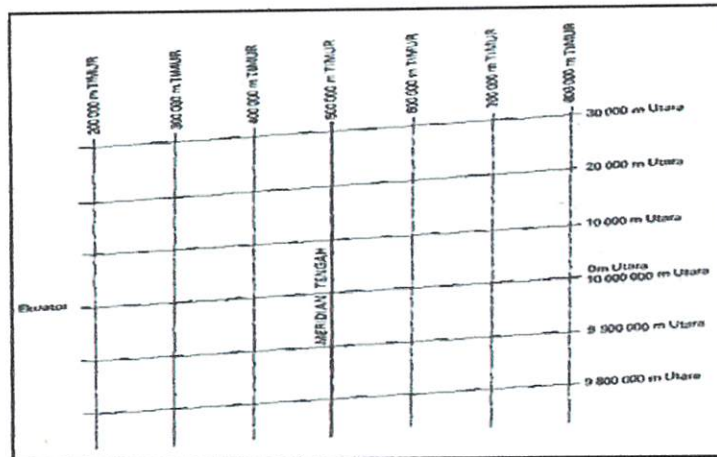 200 000 m TIMUR
300 000 m TIMUR
400 000 m TIMUR
500 000 m TIMUR
600 000 m TIMUR
700 000 m TIMUR
800 000 m TIMUR
30 000 m Utara
20 000 m Utara
10 000 m Utara
0m Utara
10 000 000 m Utara
9 900 000 m Utara
9 800 000 m Utara
Ekuator
MERIDIAN TENGAH